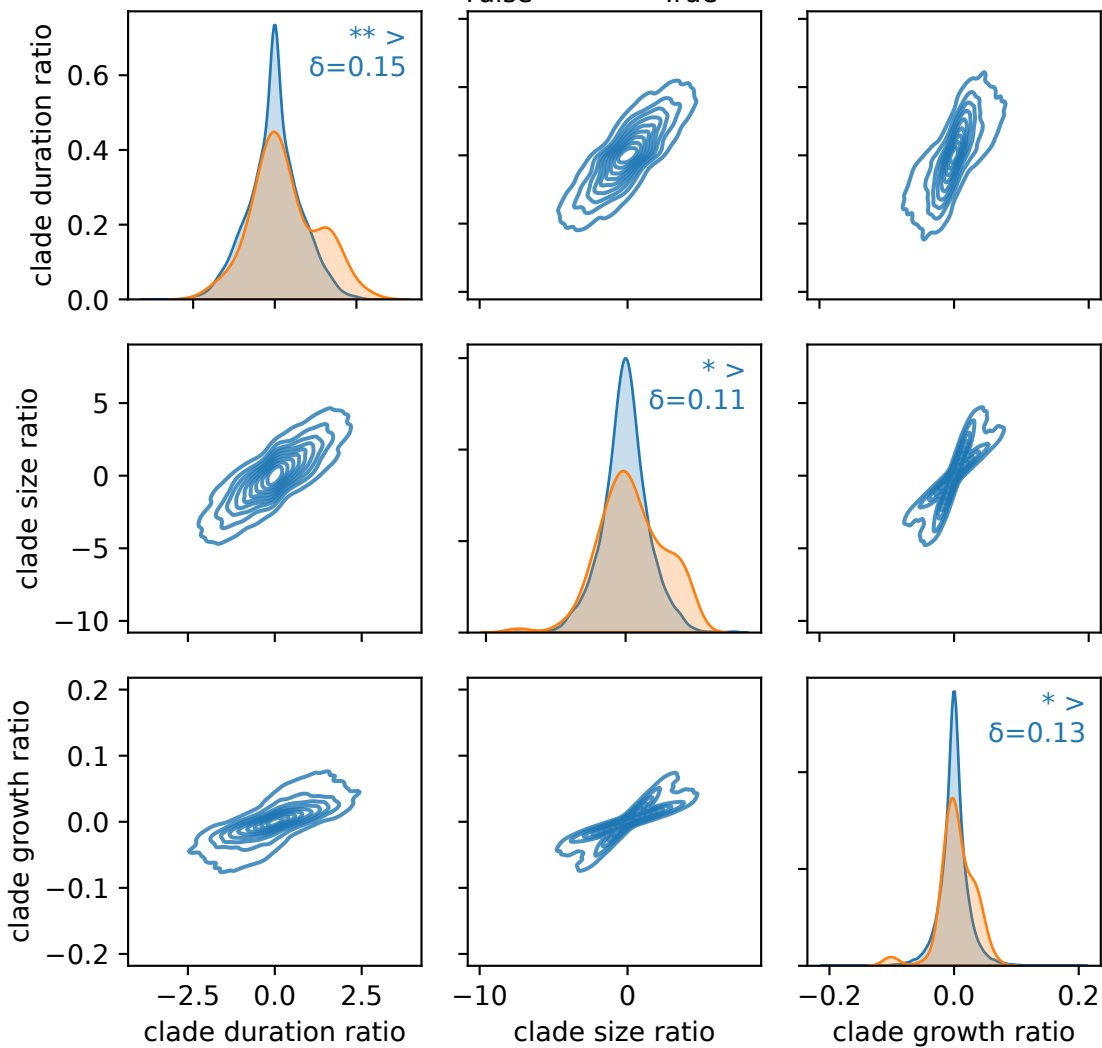 False True
clade duration ratio
0.6
0.4
0.2
0.0
** >
δ=0.15
clade size ratio
5
0
−5
−10
* >
δ=0.11
clade growth ratio
0.2
0.1
0.0
−0.1
−0.2
* >
δ=0.13
−2.5 0.0 2.5
−10 0
−0.2 0.0 0.2
clade duration ratio
clade size ratio
clade growth ratio